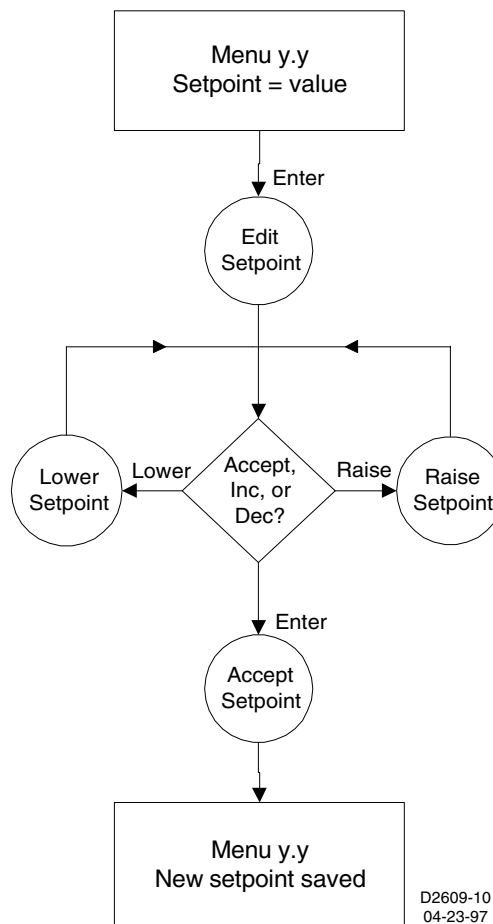 Menu y.y
Setpoint = value
Enter
Edit
Setpoint
Lower
Setpoint
Lower
Accept,
Inc, or
Dec?
Raise
Raise
Setpoint
Enter
Accept
Setpoint
Menu y.y
New setpoint saved
D2609-10
04-23-97